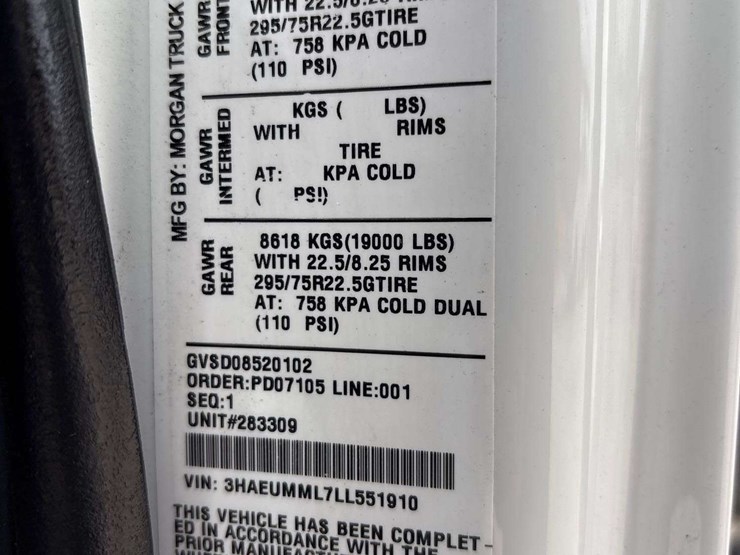 MFG BY: MORGAN TRUCK
GAWR
FRONT
WITH
295/75R22.5GTIRE
AT: 758 KPA COLD
(110 PSI)
GAWR
INTERMED
KGS ( LBS)
WITH RIMS
TIRE
AT: KPA COLD
( PSI)
GAWR
REAR
8618 KGS(19000 LBS)
WITH 22.5/8.25 RIMS
295/75R22.5GTIRE
AT: 758 KPA COLD DUAL
(110 PSI)
GVSD08520102
ORDER:PD07105 LINE:001
SEQ:1
UNIT#283309
VIN: 3HAEUMML7LL551910
THIS VEHICLE HAS BEEN COMPLET-
ED IN ACCORDANCE WITH THE
PRIOR